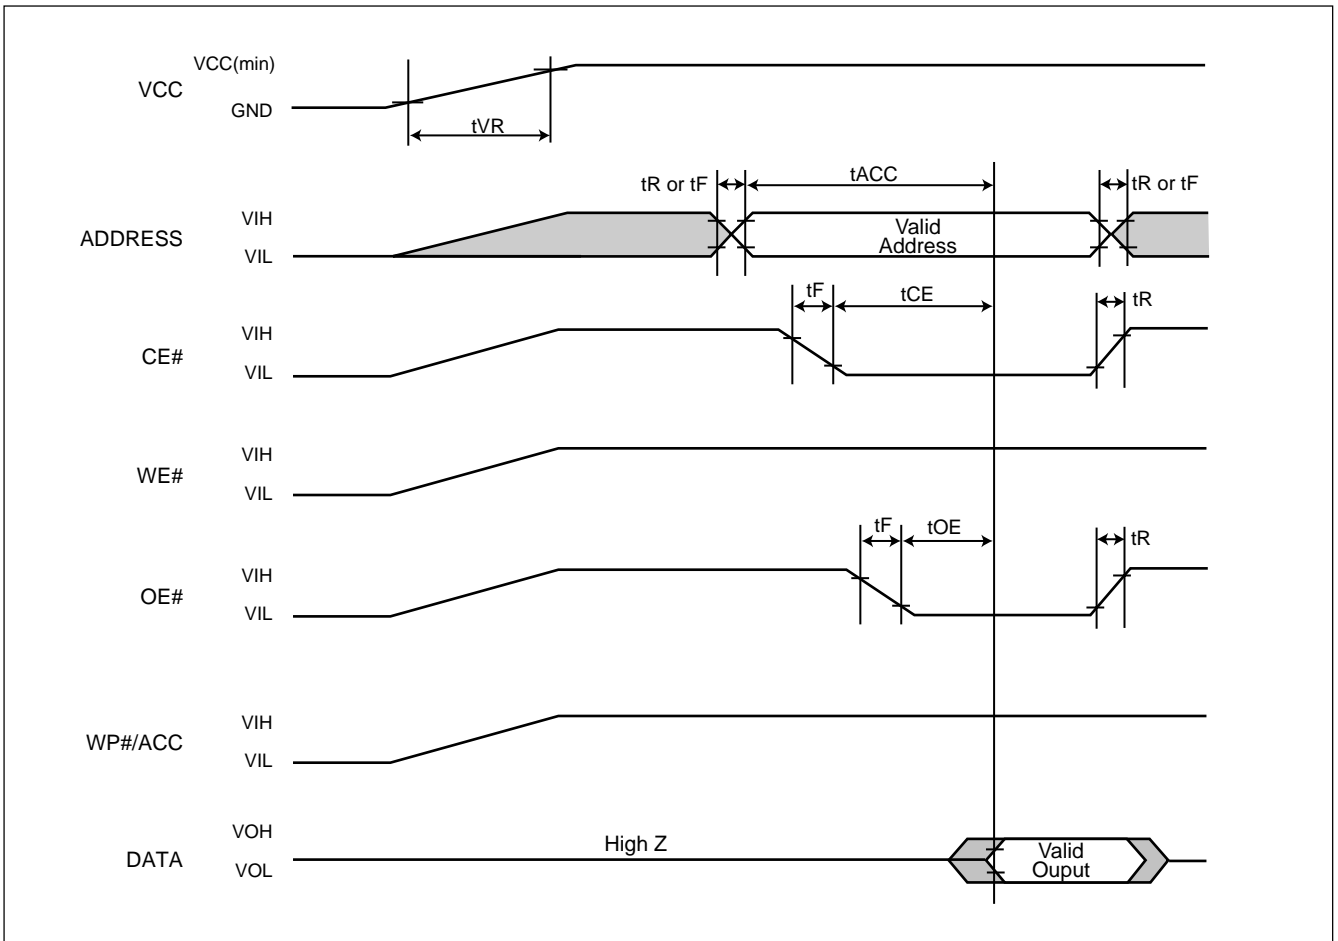 VCC(min)
VCC
GND
tVR
tR or tF
tACC
tR or tF
VIH
ADDRESS
VIL
Valid
Address
tF
tCE
tR
VIH
CE#
VIL
VIH
WE#
VIL
tF
tOE
tR
VIH
OE#
VIL
VIH
WP#/ACC
VIL
VOH
High Z
DATA
VOL
Valid
Ouput